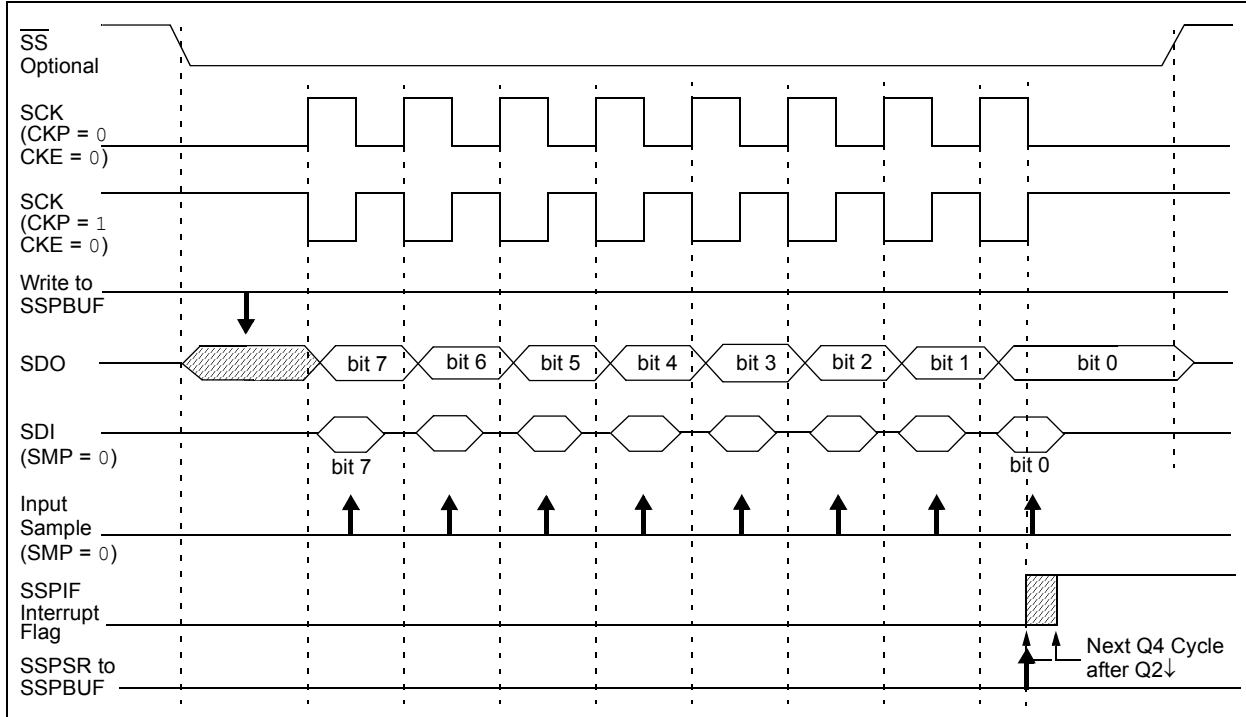 SS
Optional
SCK
(CKP = 0
CKE = 0)
SCK
(CKP = 1
CKE = 0)
Write to
SSPBUF
SDO
bit 7
bit 6
bit 5
bit 4
bit 3
bit 2
bit 1
bit 0
SDI
(SMP = 0)
bit 7
bit 0
Input
Sample
(SMP = 0)
SSPIF
Interrupt
Flag
Next Q4 Cycle
after Q2↓
SSPSR to
SSPBUF